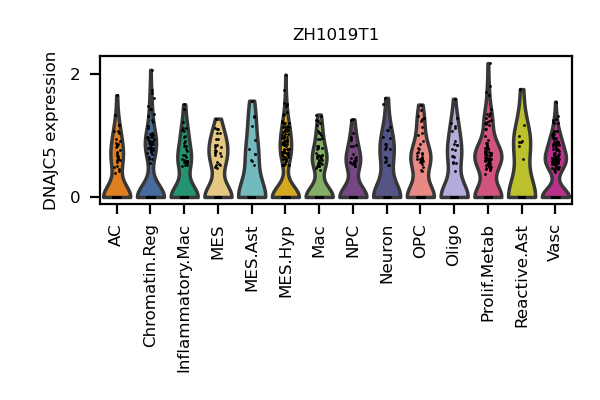 ZH1019T1
DNAJC5 expression
2
0
AC
Chromatin.Reg
Inflammatory.Mac
MES
MES.Ast
MES.Hyp
Mac
NPC
Neuron
OPC
Oligo
Prolif.Metab
Reactive.Ast
Vasc